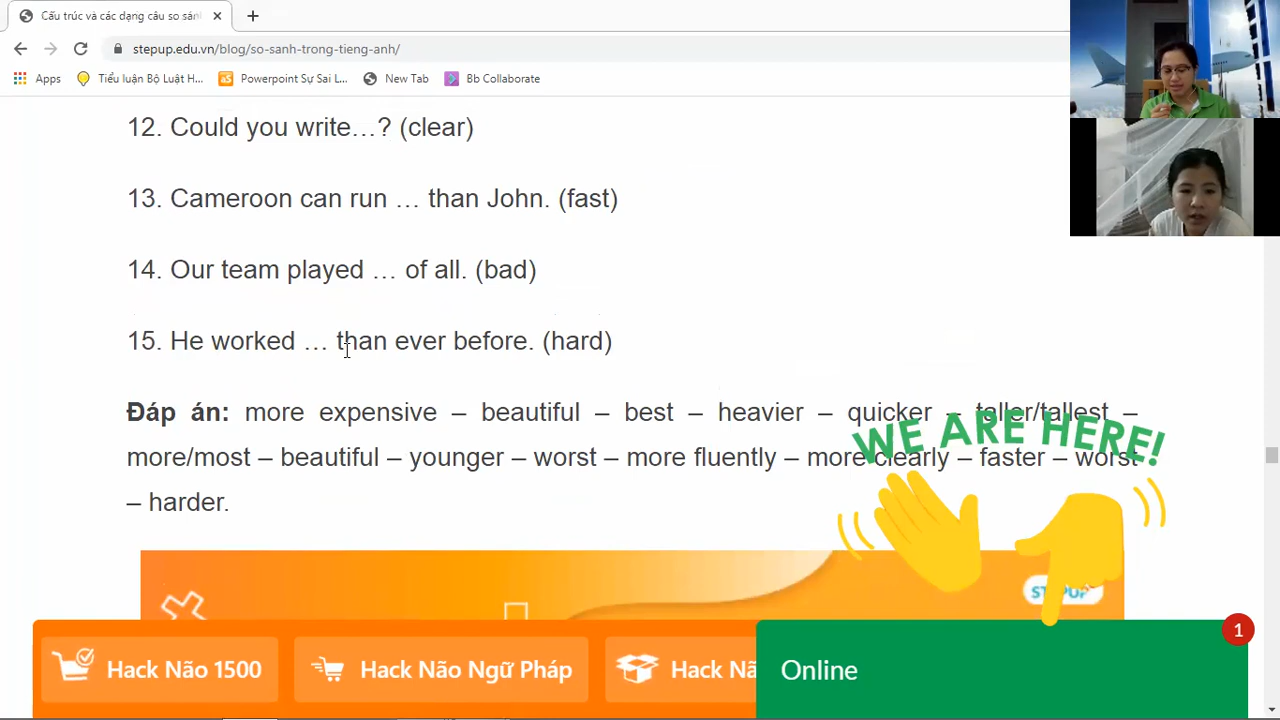 Cấu trúc và các dạng câu so sán
stepup.edu.vn/blog/so-sanh-trong-tieng-anh/
Apps Tiểu luận Bộ Luật H... Powerpoint Sự Sai L... New Tab Bb Collaborate
12. Could you write…? (clear)
13. Cameroon can run … than John. (fast)
14. Our team played … of all. (bad)
15. He worked … than ever before. (hard)
Đáp án: more expensive – beautiful – best – heavier – quicker – taller/tallest –
WE ARE HERE!
more/most – beautiful – younger – worst – more fluently – more clearly – faster – worst
– harder.
STEPUP
1
Hack Não 1500 Hack Não Ngữ Pháp Hack Nã Online